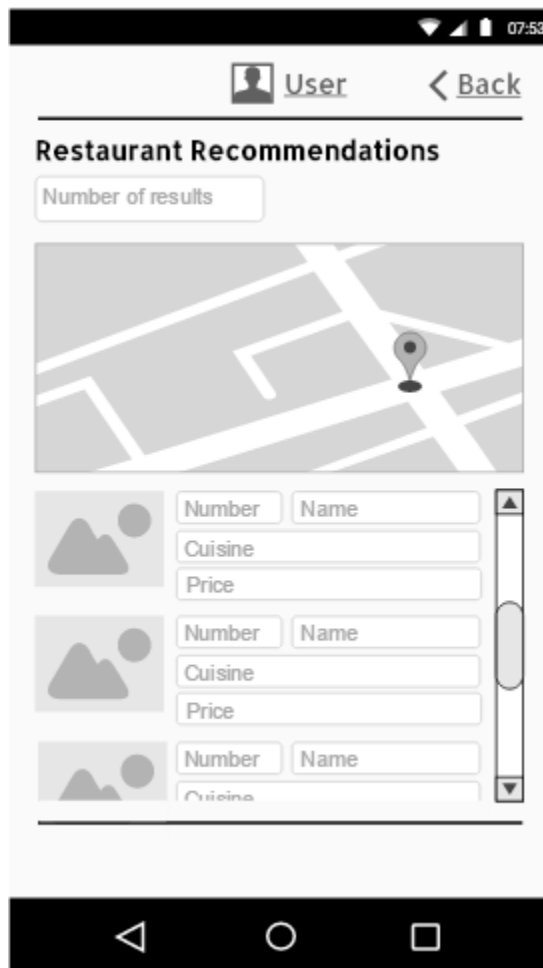 07:53
User Back
Restaurant Recommendations
Number of results
Number Name
Cuisine
Price
Number Name
Cuisine
Price
Number Name
Cuisine